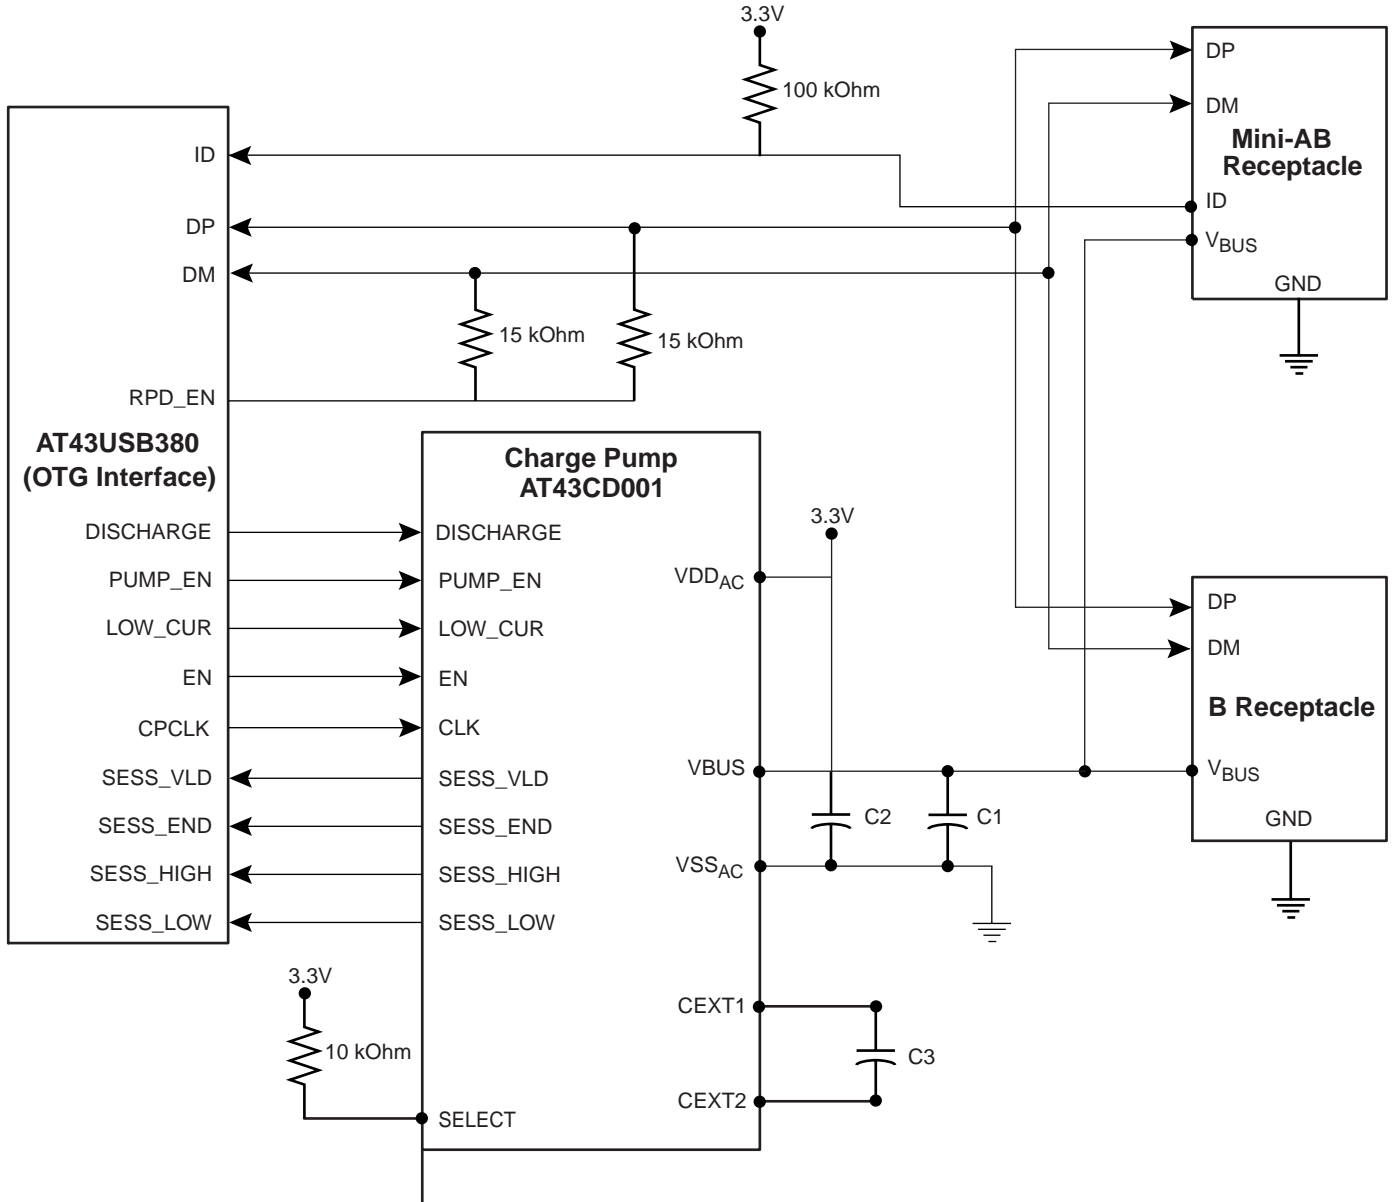 3.3V
100 kOhm
DP
DM
Mini-AB
Receptacle
ID
VBUS
GND
ID
DP
DM
15 kOhm
15 kOhm
RPD_EN
AT43USB380
(OTG Interface)
DISCHARGE
PUMP_EN
LOW_CUR
EN
CPCLK
SESS_VLD
SESS_END
SESS_HIGH
SESS_LOW
Charge Pump
AT43CD001
DISCHARGE
PUMP_EN
LOW_CUR
EN
CLK
SESS_VLD
SESS_END
SESS_HIGH
SESS_LOW
SELECT
VDDAC
VBUS
VSSAC
CEXT1
CEXT2
3.3V
C2
C1
C3
DP
DM
B Receptacle
VBUS
GND
3.3V
10 kOhm